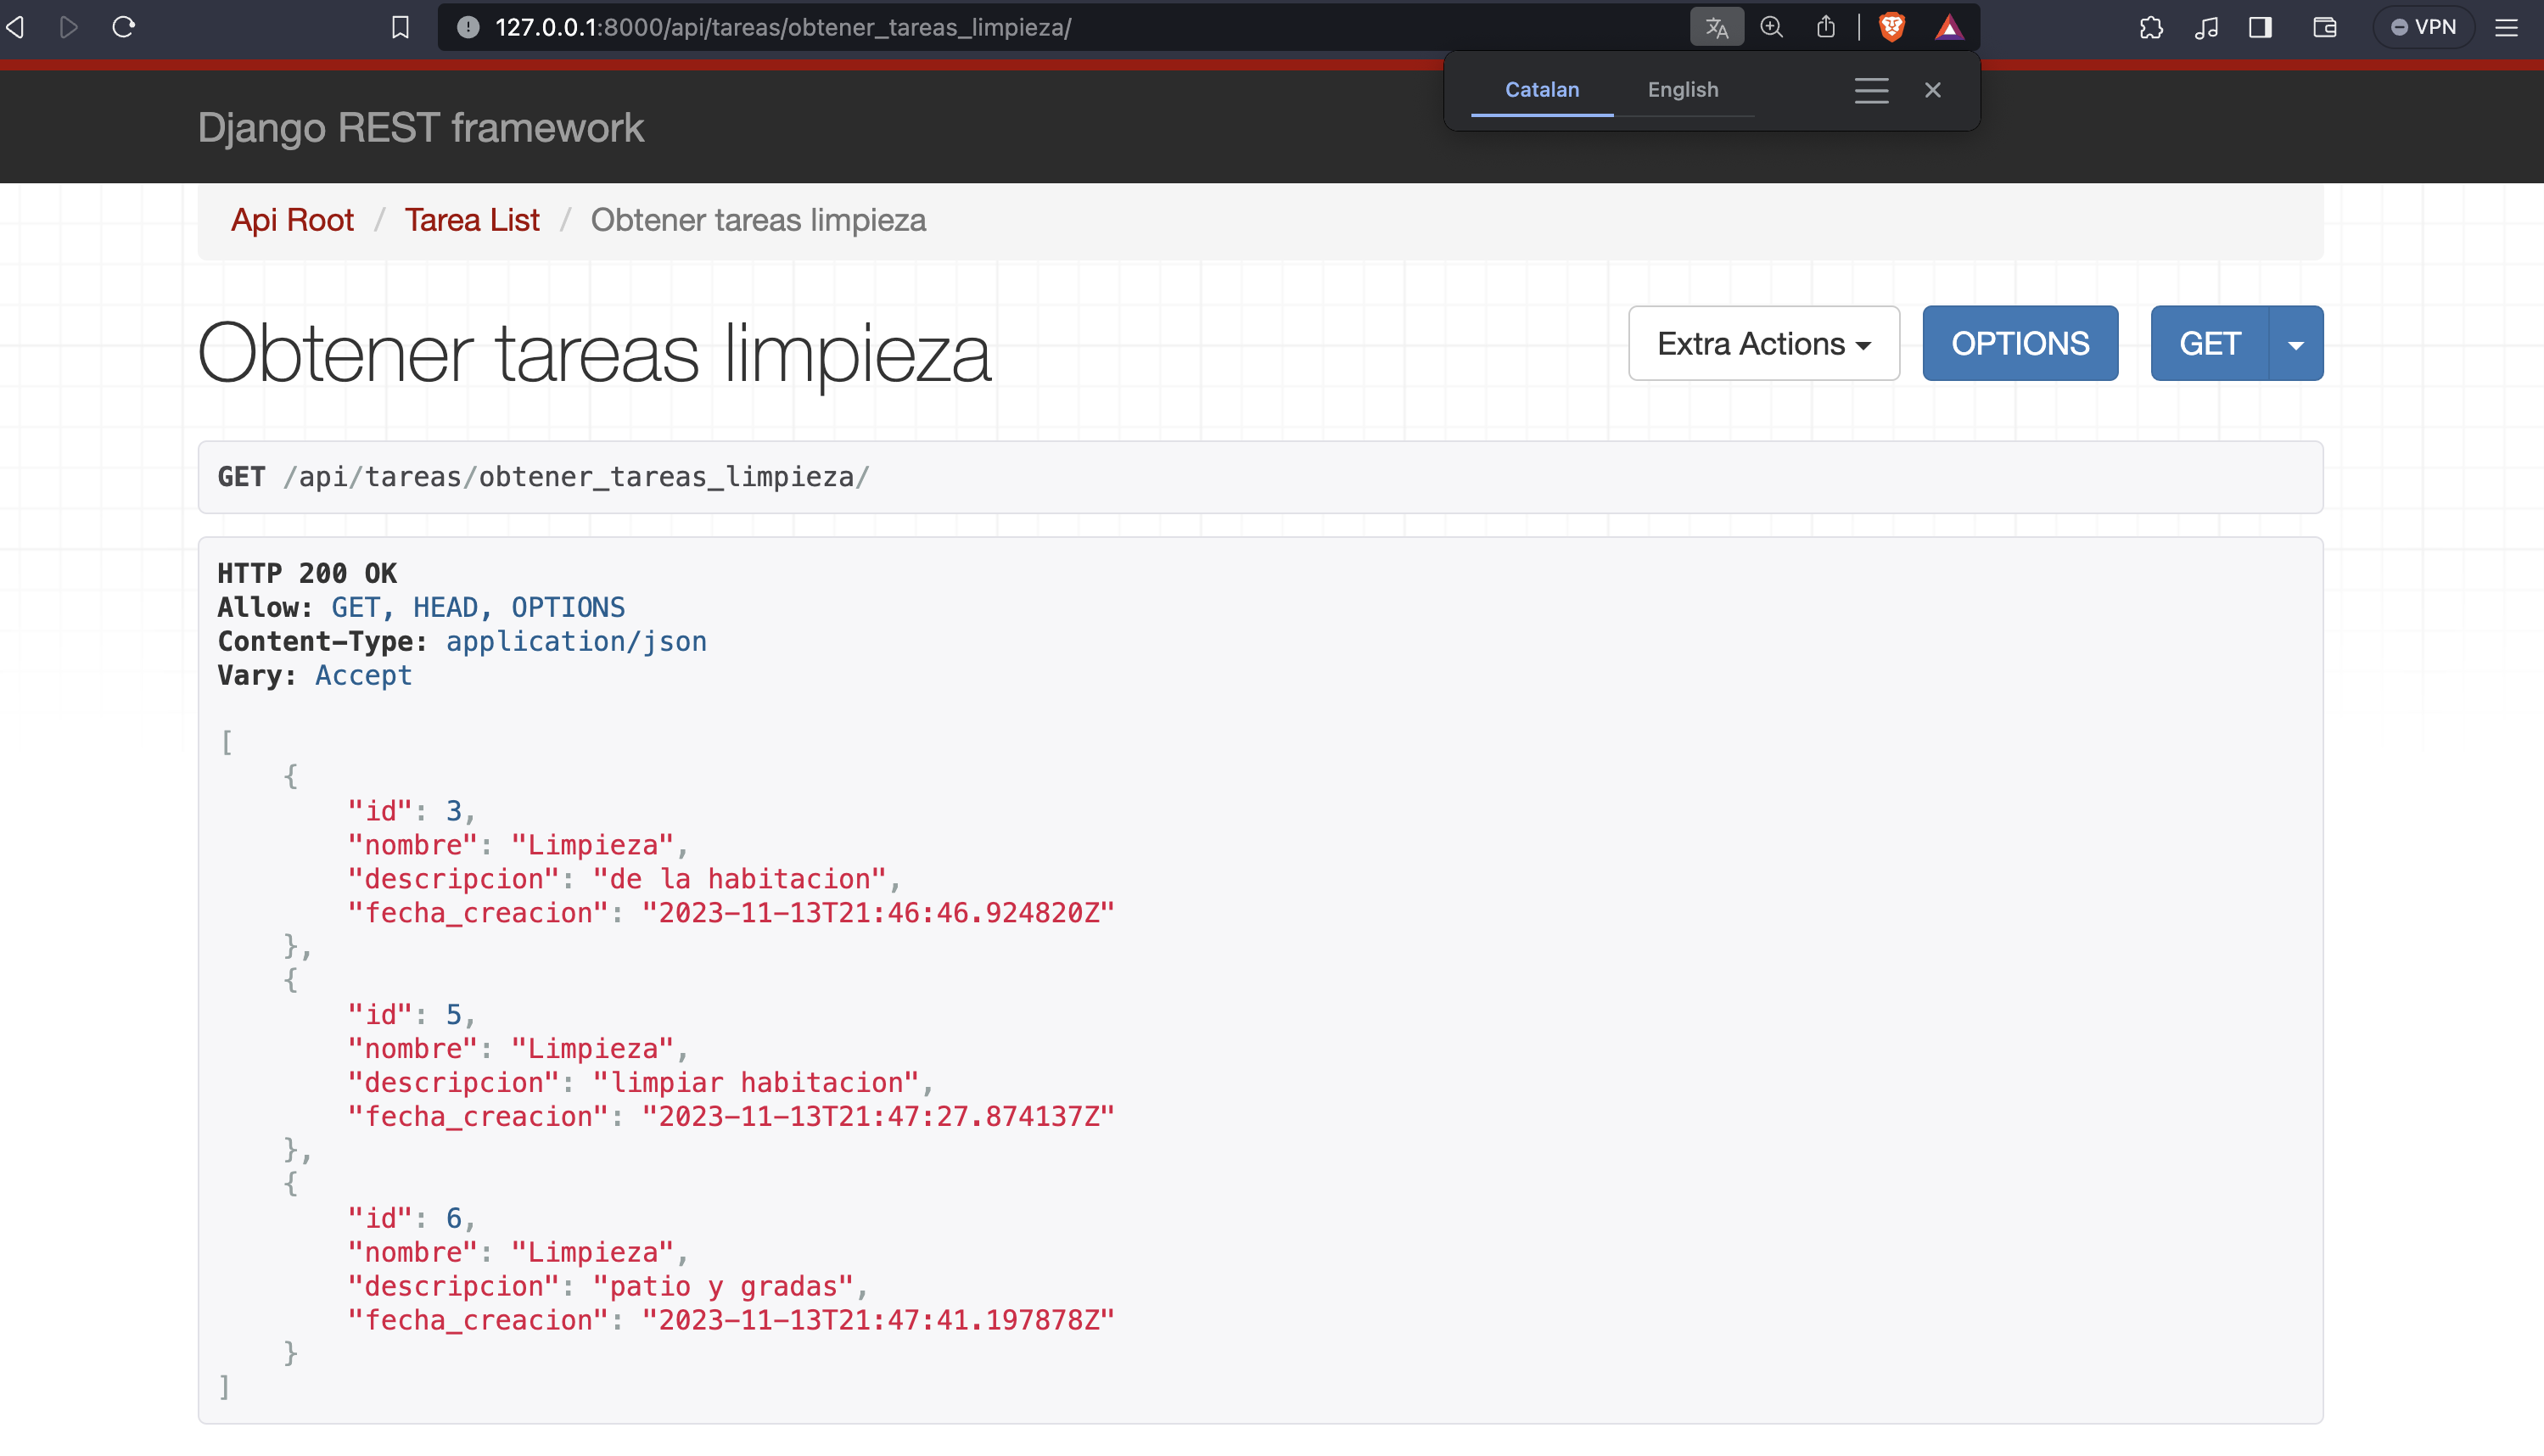 127.0.0.1:8000/api/tareas/obtener_tareas_limpieza/
VPN
Catalan English
Django REST framework
Api Root / Tarea List / Obtener tareas limpieza
Obtener tareas limpieza
Extra Actions
OPTIONS
GET
GET /api/tareas/obtener_tareas_limpieza/
HTTP 200 OK
Allow: GET, HEAD, OPTIONS
Content-Type: application/json
Vary: Accept
[
    {
        "id": 3,
        "nombre": "Limpieza",
        "descripcion": "de la habitacion",
        "fecha_creacion": "2023-11-13T21:46:46.924820Z"
    },
    {
        "id": 5,
        "nombre": "Limpieza",
        "descripcion": "limpiar habitacion",
        "fecha_creacion": "2023-11-13T21:47:27.874137Z"
    },
    {
        "id": 6,
        "nombre": "Limpieza",
        "descripcion": "patio y gradas",
        "fecha_creacion": "2023-11-13T21:47:41.197878Z"
    }
]